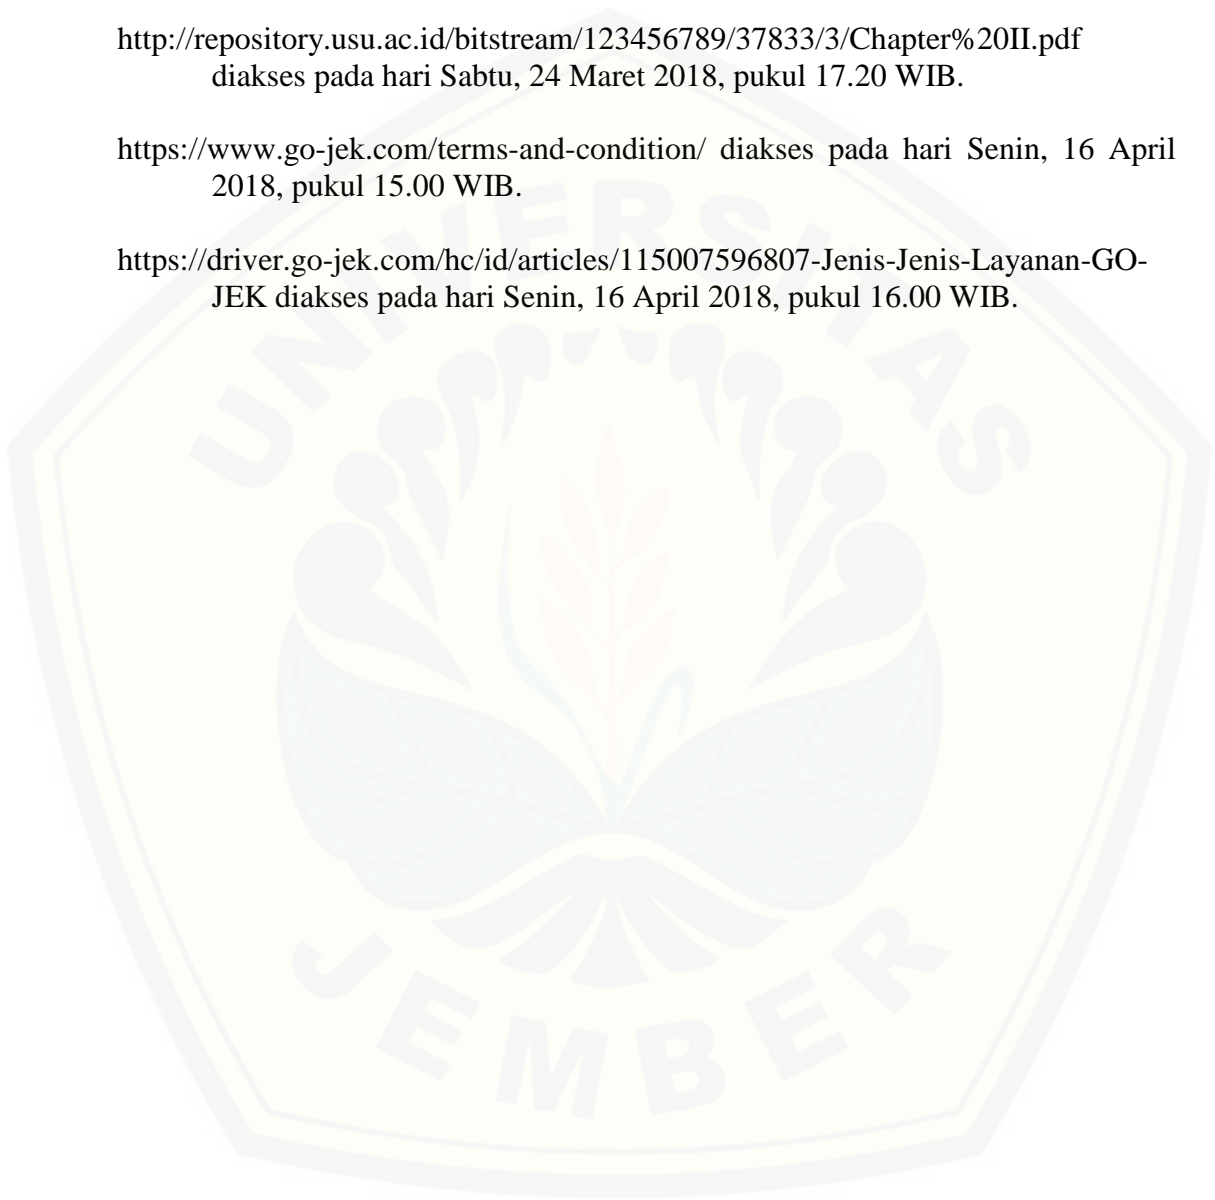 http://repository.usu.ac.id/bitstream/123456789/37833/3/Chapter%20II.pdf
diakses pada hari Sabtu, 24 Maret 2018, pukul 17.20 WIB.
https://www.go-jek.com/terms-and-condition/ diakses pada hari Senin, 16 April
2018, pukul 15.00 WIB.
https://driver.go-jek.com/hc/id/articles/115007596807-Jenis-Jenis-Layanan-GO-
JEK diakses pada hari Senin, 16 April 2018, pukul 16.00 WIB.
UNIVERSITAS
JEMBER